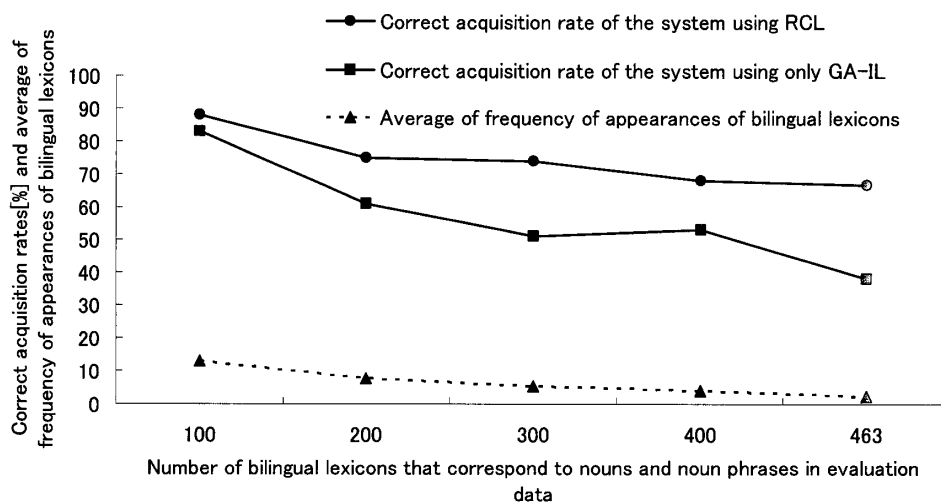 Correct acquisition rate of the system using RCL
Correct acquisition rate of the system using only GA-IL
Average of frequency of appearances of bilingual lexicons
Correct acquisition rates[%] and average of
frequency of appearances of bilingual lexicons
100
90
80
70
60
50
40
30
20
10
0
100
200
300
400
463
Number of bilingual lexicons that correspond to nouns and noun phrases in evaluation
data